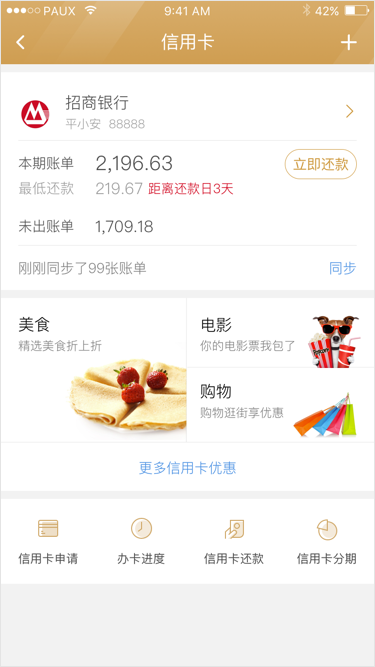 PAUX 9:41 AM 42%
信用卡
招商银行
平小安 88888
本期账单 2,196.63 立即还款
最低还款 219.67 距离还款日3天
未出账单 1,709.18
刚刚同步了99张账单 同步
美食
精选美食折上折
电影
你的电影票我包了
购物
购物逛街享优惠
更多信用卡优惠
信用卡申请 办卡进度 信用卡还款 信用卡分期